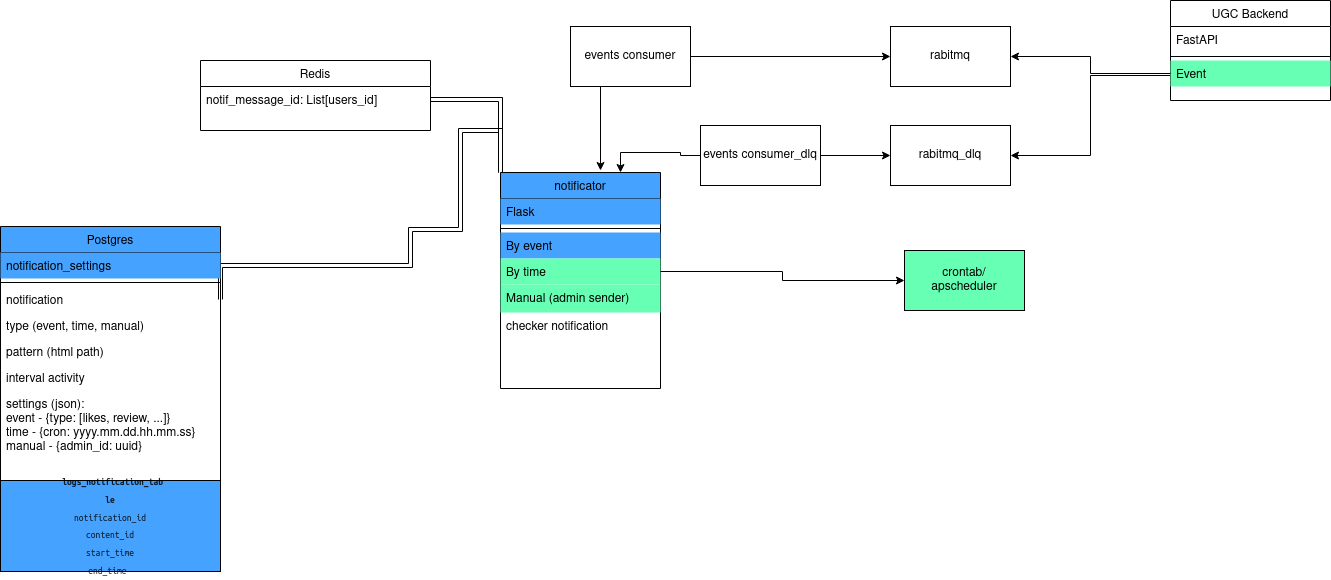 UGC Backend
FastAPI
Event
events consumer
rabitmq
Redis
notif_message_id: List[users_id]
events consumer_dlq
rabitmq_dlq
notificator
Flask
By event
By time
Manual (admin sender)
checker notification
crontab/
apscheduler
Postgres
notification_settings
notification
type (event, time, manual)
pattern (html path)
interval activity
settings (json):
event - {type: [likes, review, ...]}
time - {cron: yyyy.mm.dd.hh.mm.ss}
manual - {admin_id: uuid}
logs_notification_tab
le
notification_id
content_id
start_time
end_time